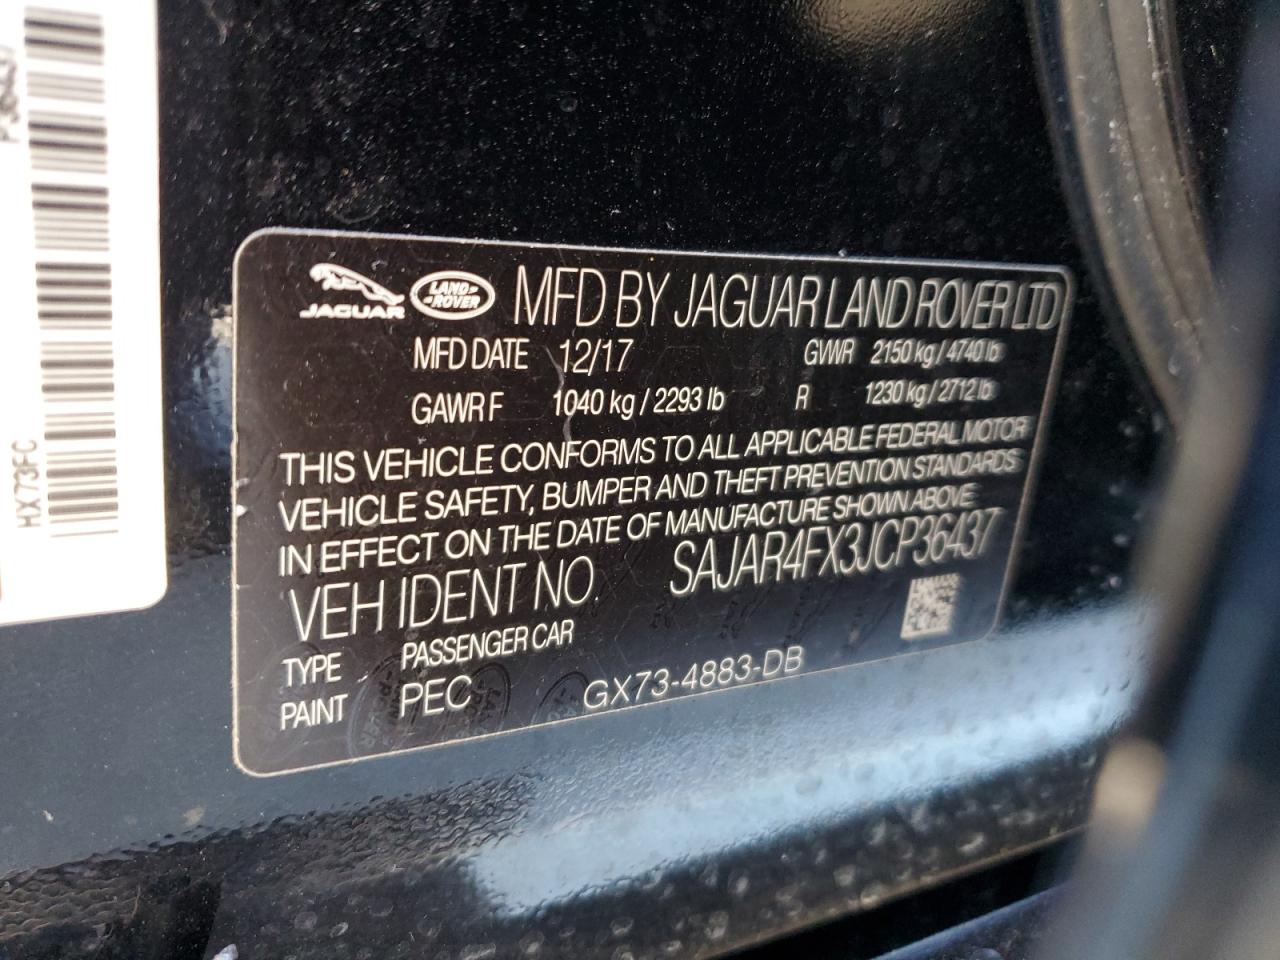 JAGUAR LAND ROVER MFD BY JAGUAR LAND ROVER LTD
MFD DATE 12/17 GVWR 2150 kg / 4740 lb
GAWR F 1040 kg / 2293 lb R 1230 kg / 2712 lb
THIS VEHICLE CONFORMS TO ALL APPLICABLE FEDERAL MOTOR
VEHICLE SAFETY, BUMPER AND THEFT PREVENTION STANDARDS
IN EFFECT ON THE DATE OF MANUFACTURE SHOWN ABOVE:
VEH IDENT NO. SAJAR4FX3JCP36437
TYPE PASSENGER CAR
PAINT PEC GX73-4883-DB
HX73FC